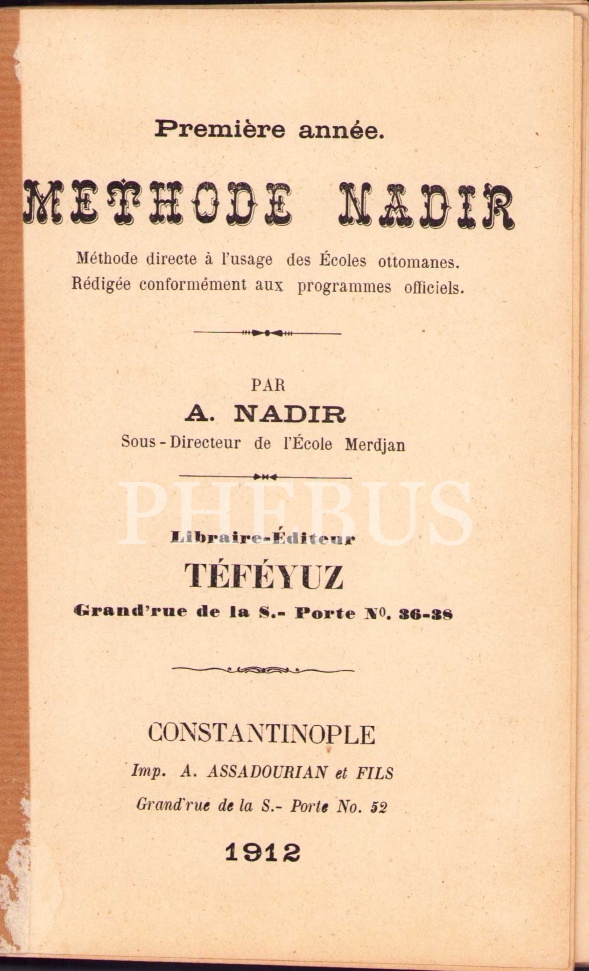 Première année.
METHODE NADIR
Méthode directe à l'usage des Écoles ottomanes.
Rédigée conformément aux programmes officiels.
PAR
A. NADIR
Sous-Directeur de l'École Merdjan
PHEBUS
Libraire-Éditeur
TÉFÉYUZ
Grand'rue de la S.- Porte Nº. 36-38
CONSTANTINOPLE
Imp. A. ASSADOURIAN et FILS
Grand'rue de la S.- Porte No. 52
1912